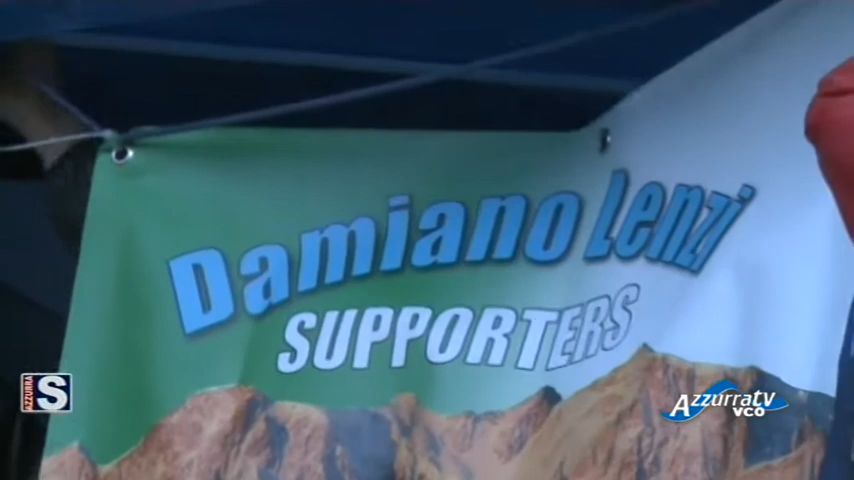 Damiano Lenzi
SUPPORTERS
AZZURRA S
Azzurratv
VCO